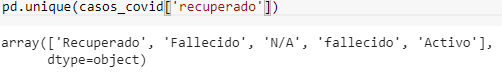 pd.unique(casos_covid['recuperado'])
array(['Recuperado', 'Fallecido', 'N/A', 'fallecido', 'Activo'],
dtype=object)